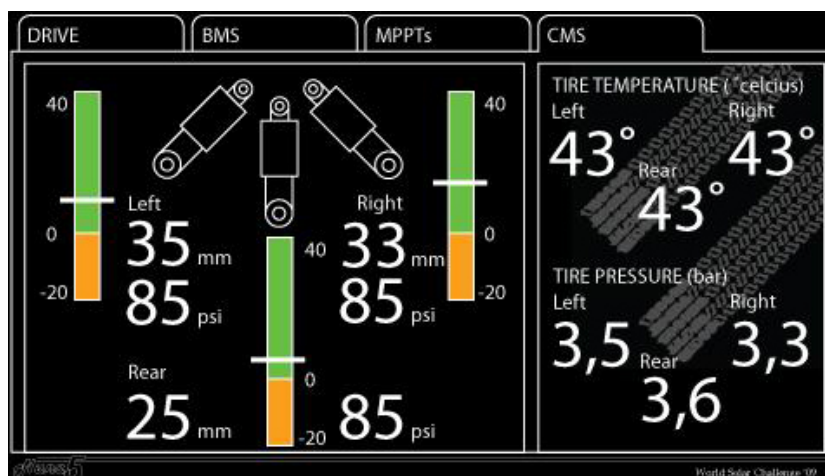 DRIVE
BMS
MPPTs
CMS
40
0
-20
Left
35 mm
85 psi
Right
33 mm
85 psi
40
0
-20
40
0
-20
Rear
25 mm
85 psi
TIRE TEMPERATURE (°celcius)
Left
43°
Right
43°
Rear
43°
TIRE PRESSURE (bar)
Left
3,5
Right
3,3
Rear
3,6
World Solar Challenge '09